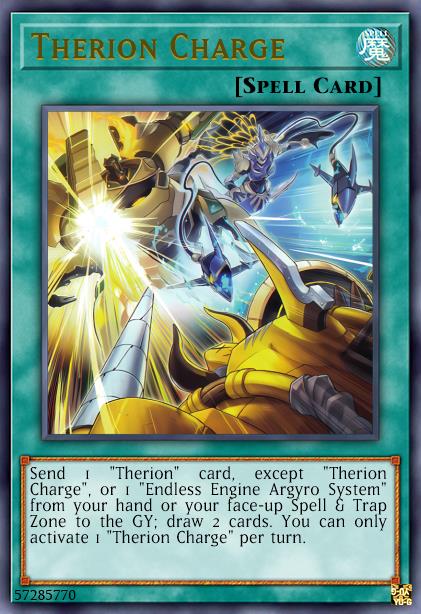 Therion Charge
[Spell Card]
Send 1 "Therion" card, except "Therion
Charge", or 1 "Endless Engine Argyro System"
from your hand or your face-up Spell & Trap
Zone to the GY; draw 2 cards. You can only
activate 1 "Therion Charge" per turn.
57285770